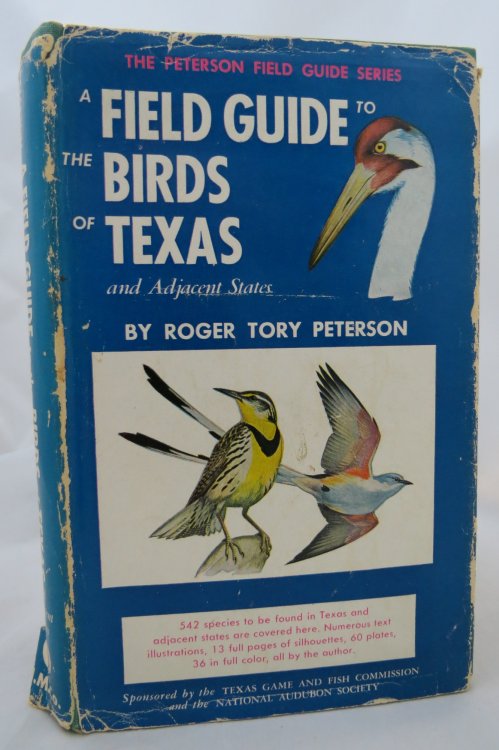 THE PETERSON FIELD GUIDE SERIES
A FIELD GUIDE TO
THE BIRDS
OF TEXAS
and Adjacent States
BY ROGER TORY PETERSON
542 species to be found in Texas and
adjacent states are covered here. Numerous text
illustrations, 13 full pages of silhouettes, 60 plates,
36 in full color, all by the author.
Sponsored by the TEXAS GAME AND FISH COMMISSION
and the NATIONAL AUDUBON SOCIETY